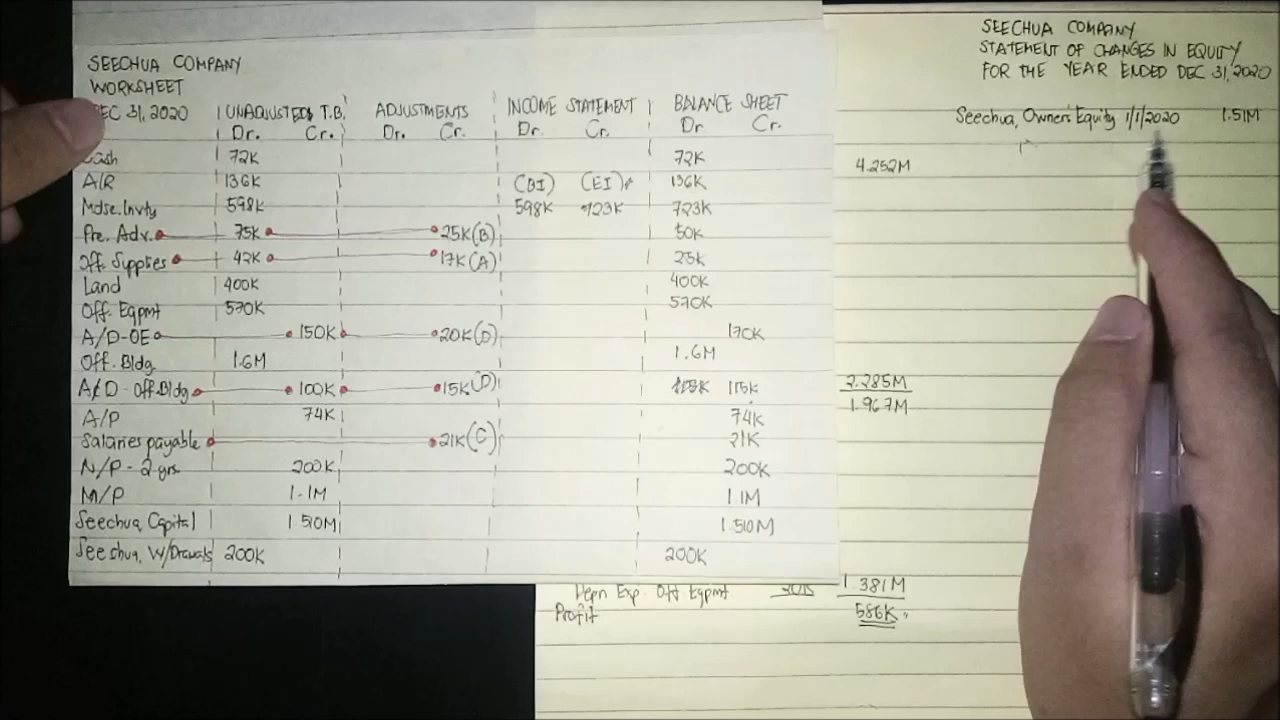 SEECHUA COMPANY
WORKSHEET
DEC 31, 2020 UNADJUSTED T.B. ADJUSTMENTS INCOME STATEMENT BALANCE SHEET
Dr. Cr. Dr. Cr. Dr. Cr. Dr. Cr.
Cash 72K 72K
A/R 136K (BI) (EI) 136K
Mdse. Invty 598K 598K 723K 723K
Pre. Adv. 75K 25K (B) 50K
Off Supplies 42K 17K (A) 25K
Land 400K 400K
Off. Eqpmt 570K 570K
A/D-OE 150K 20K (D) 170K
Off. Bldg 1.6M 1.6M
A/D - Off. Bldg 100K 15K (D) 115K
A/P 74K 74K
Salaries payable 21K (C) 21K
N/P - 2 yrs. 200K 200K
M/P 1.1M 1.1M
Seechua, Capital 1.510M 1.510M
Seechua, W/Drawals 200K 200K
4.252M
2.285M
1.967M
Depn Exp. Off Eqpmt 1.381M
Profit 586K
SEECHUA COMPANY
STATEMENT OF CHANGES IN EQUITY
FOR THE YEAR ENDED DEC 31, 2020
Seechua, Owner's Equity 1/1/2020 1.51M